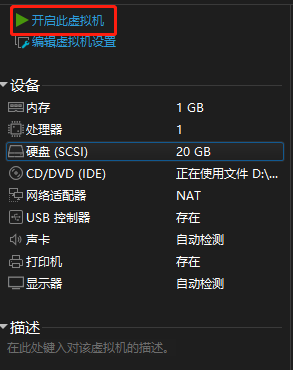 开启此虚拟机
编辑虚拟机设置
设备
内存 1 GB
处理器 1
硬盘 (SCSI) 20 GB
CD/DVD (IDE) 正在使用文件 D:\...
网络适配器 NAT
USB 控制器 存在
声卡 自动检测
打印机 存在
显示器 自动检测
描述
在此处键入对该虚拟机的描述。